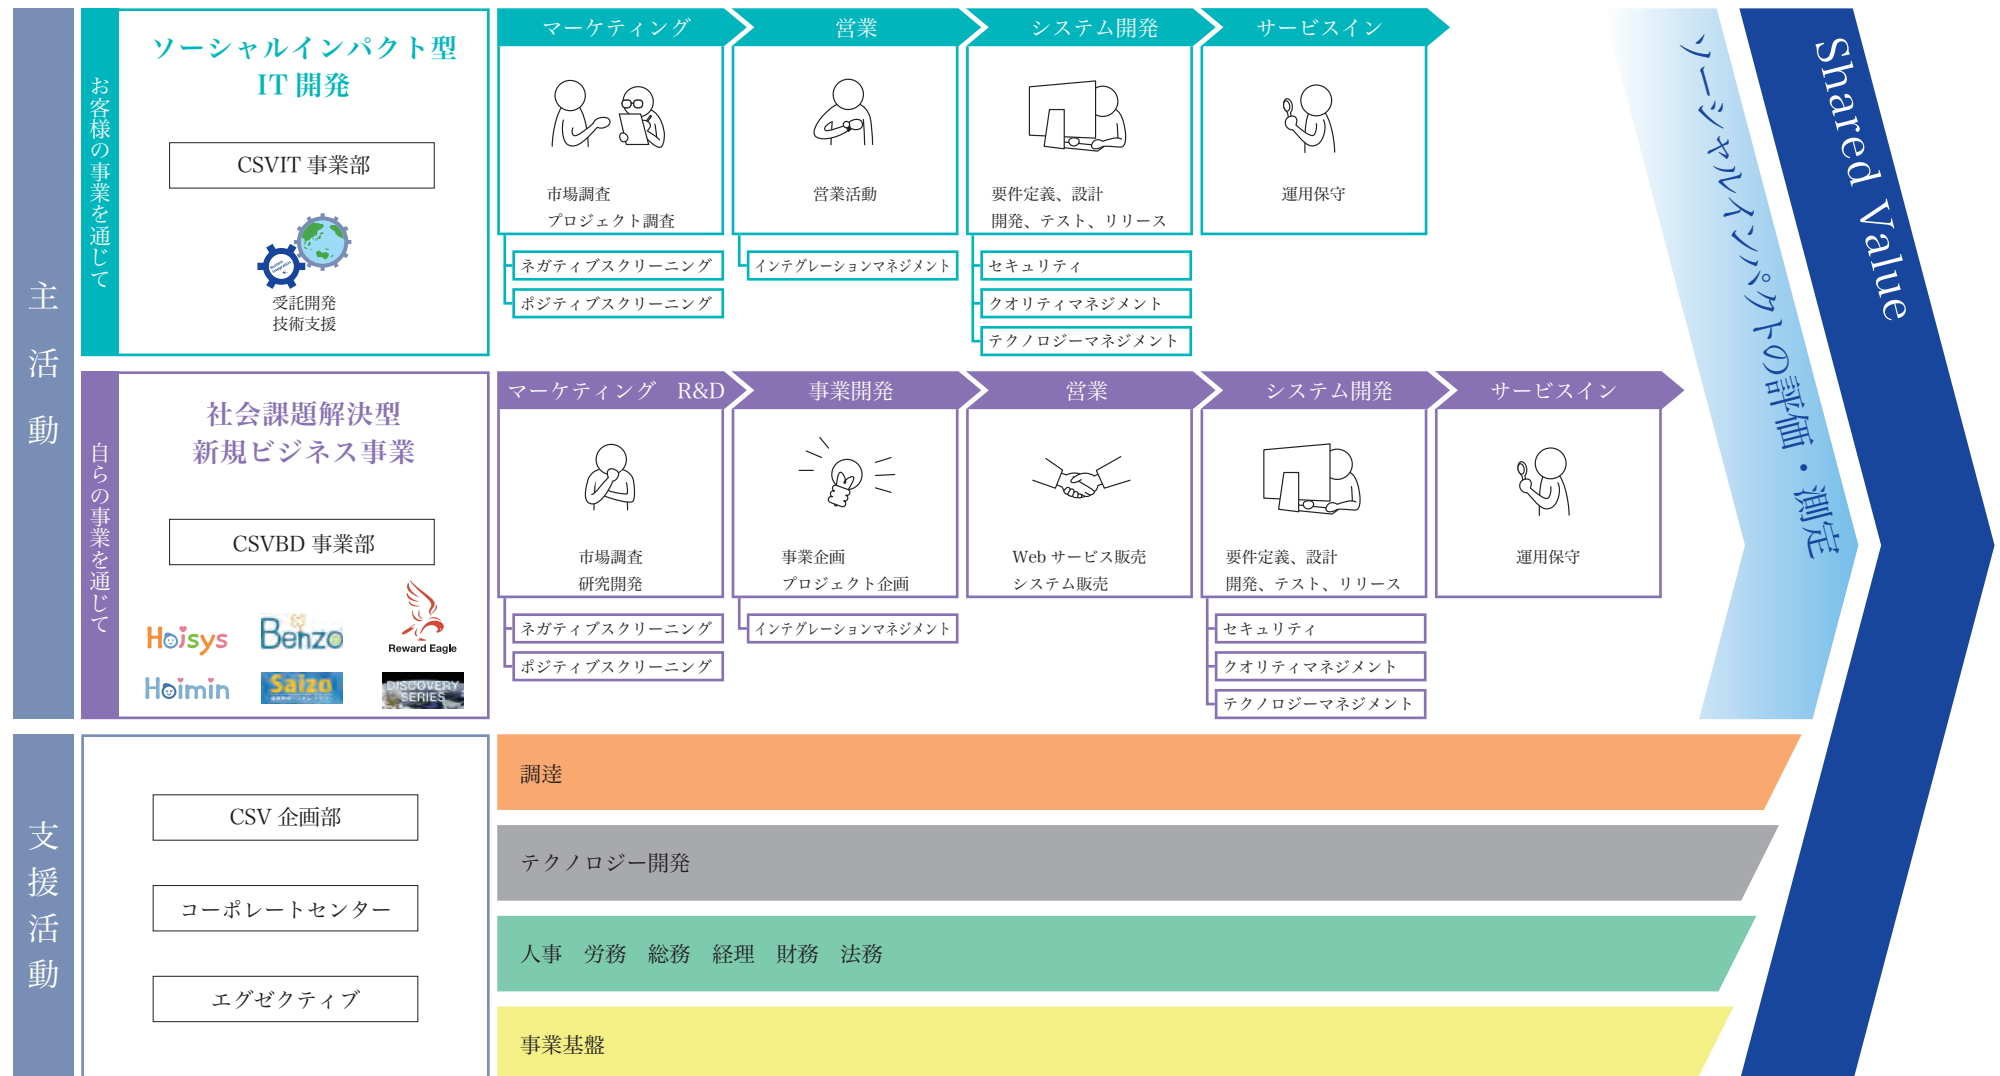 主活動
お客様の事業を通じて
ソーシャルインパクト型
IT 開発
CSVIT 事業部
受託開発
技術支援
マーケティング
営業
システム開発
サービスイン
市場調査
プロジェクト調査
営業活動
要件定義、設計
開発、テスト、リリース
運用保守
ネガティブスクリーニング
ポジティブスクリーニング
インテグレーションマネジメント
セキュリティ
クオリティマネジメント
テクノロジーマネジメント
自らの事業を通じて
社会課題解決型
新規ビジネス事業
CSVBD 事業部
Hoisys
Benzo
Reward Eagle
Hoimin
Saizo
DISCOVERY
SERIES
マーケティング　R&D
事業開発
営業
システム開発
サービスイン
市場調査
研究開発
事業企画
プロジェクト企画
Web サービス販売
システム販売
要件定義、設計
開発、テスト、リリース
運用保守
ネガティブスクリーニング
ポジティブスクリーニング
インテグレーションマネジメント
セキュリティ
クオリティマネジメント
テクノロジーマネジメント
ソーシャルインパクトの評価・測定
Shared Value
支援活動
CSV 企画部
コーポレートセンター
エグゼクティブ
調達
テクノロジー開発
人事　労務　総務　経理　財務　法務
事業基盤